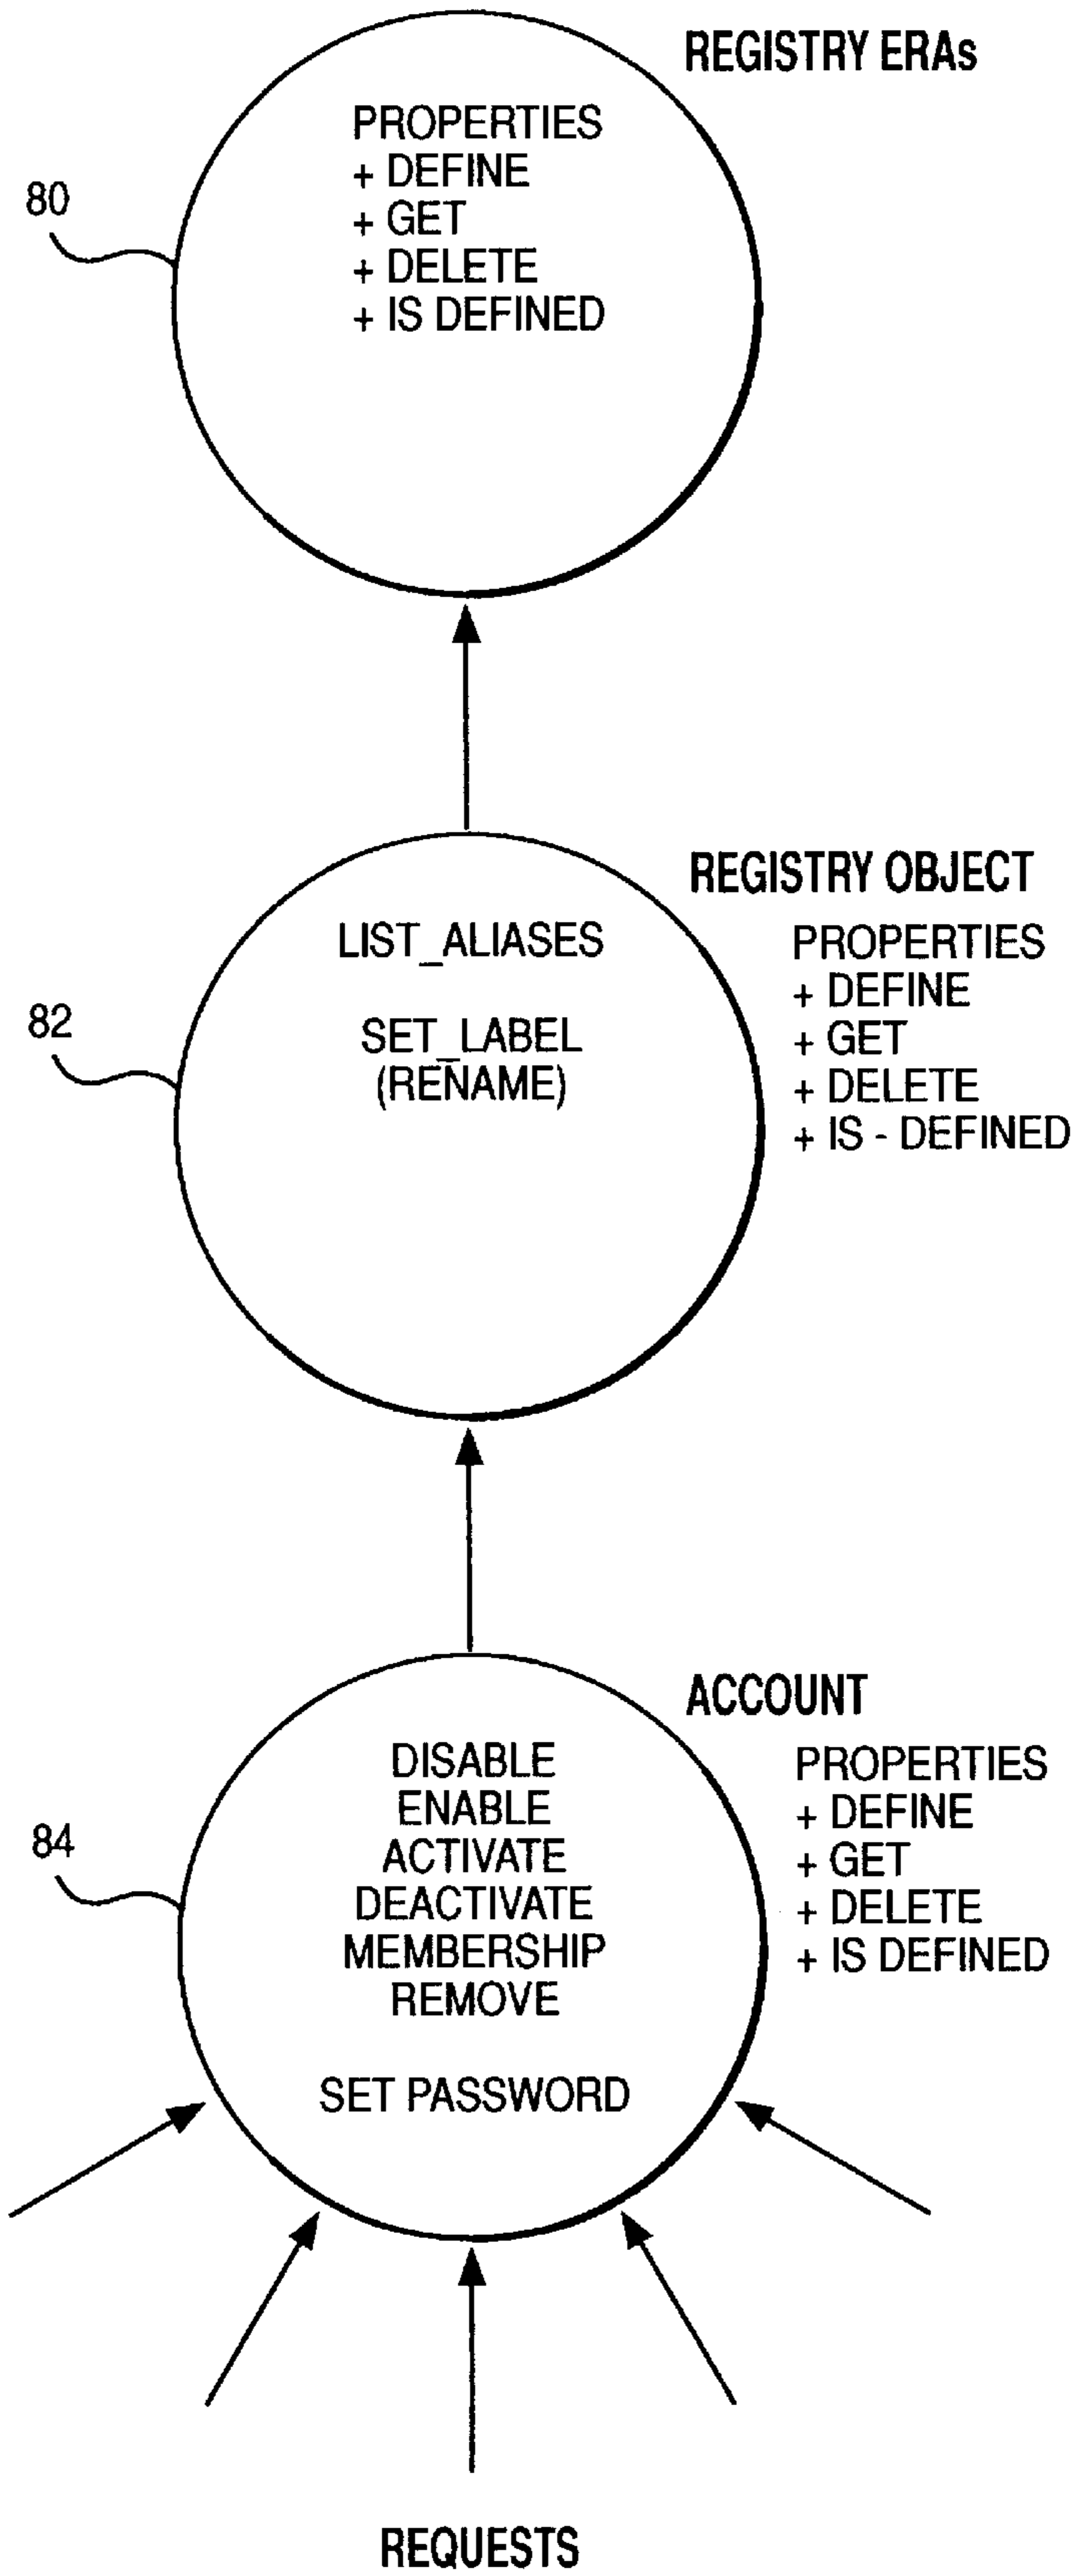 REGISTRY ERAs
PROPERTIES
+ DEFINE
+ GET
+ DELETE
+ IS DEFINED
80
REGISTRY OBJECT
LIST_ALIASES
SET_LABEL
(RENAME)
PROPERTIES
+ DEFINE
+ GET
+ DELETE
+ IS - DEFINED
82
ACCOUNT
DISABLE
ENABLE
ACTIVATE
DEACTIVATE
MEMBERSHIP
REMOVE
SET PASSWORD
PROPERTIES
+ DEFINE
+ GET
+ DELETE
+ IS DEFINED
84
REQUESTS